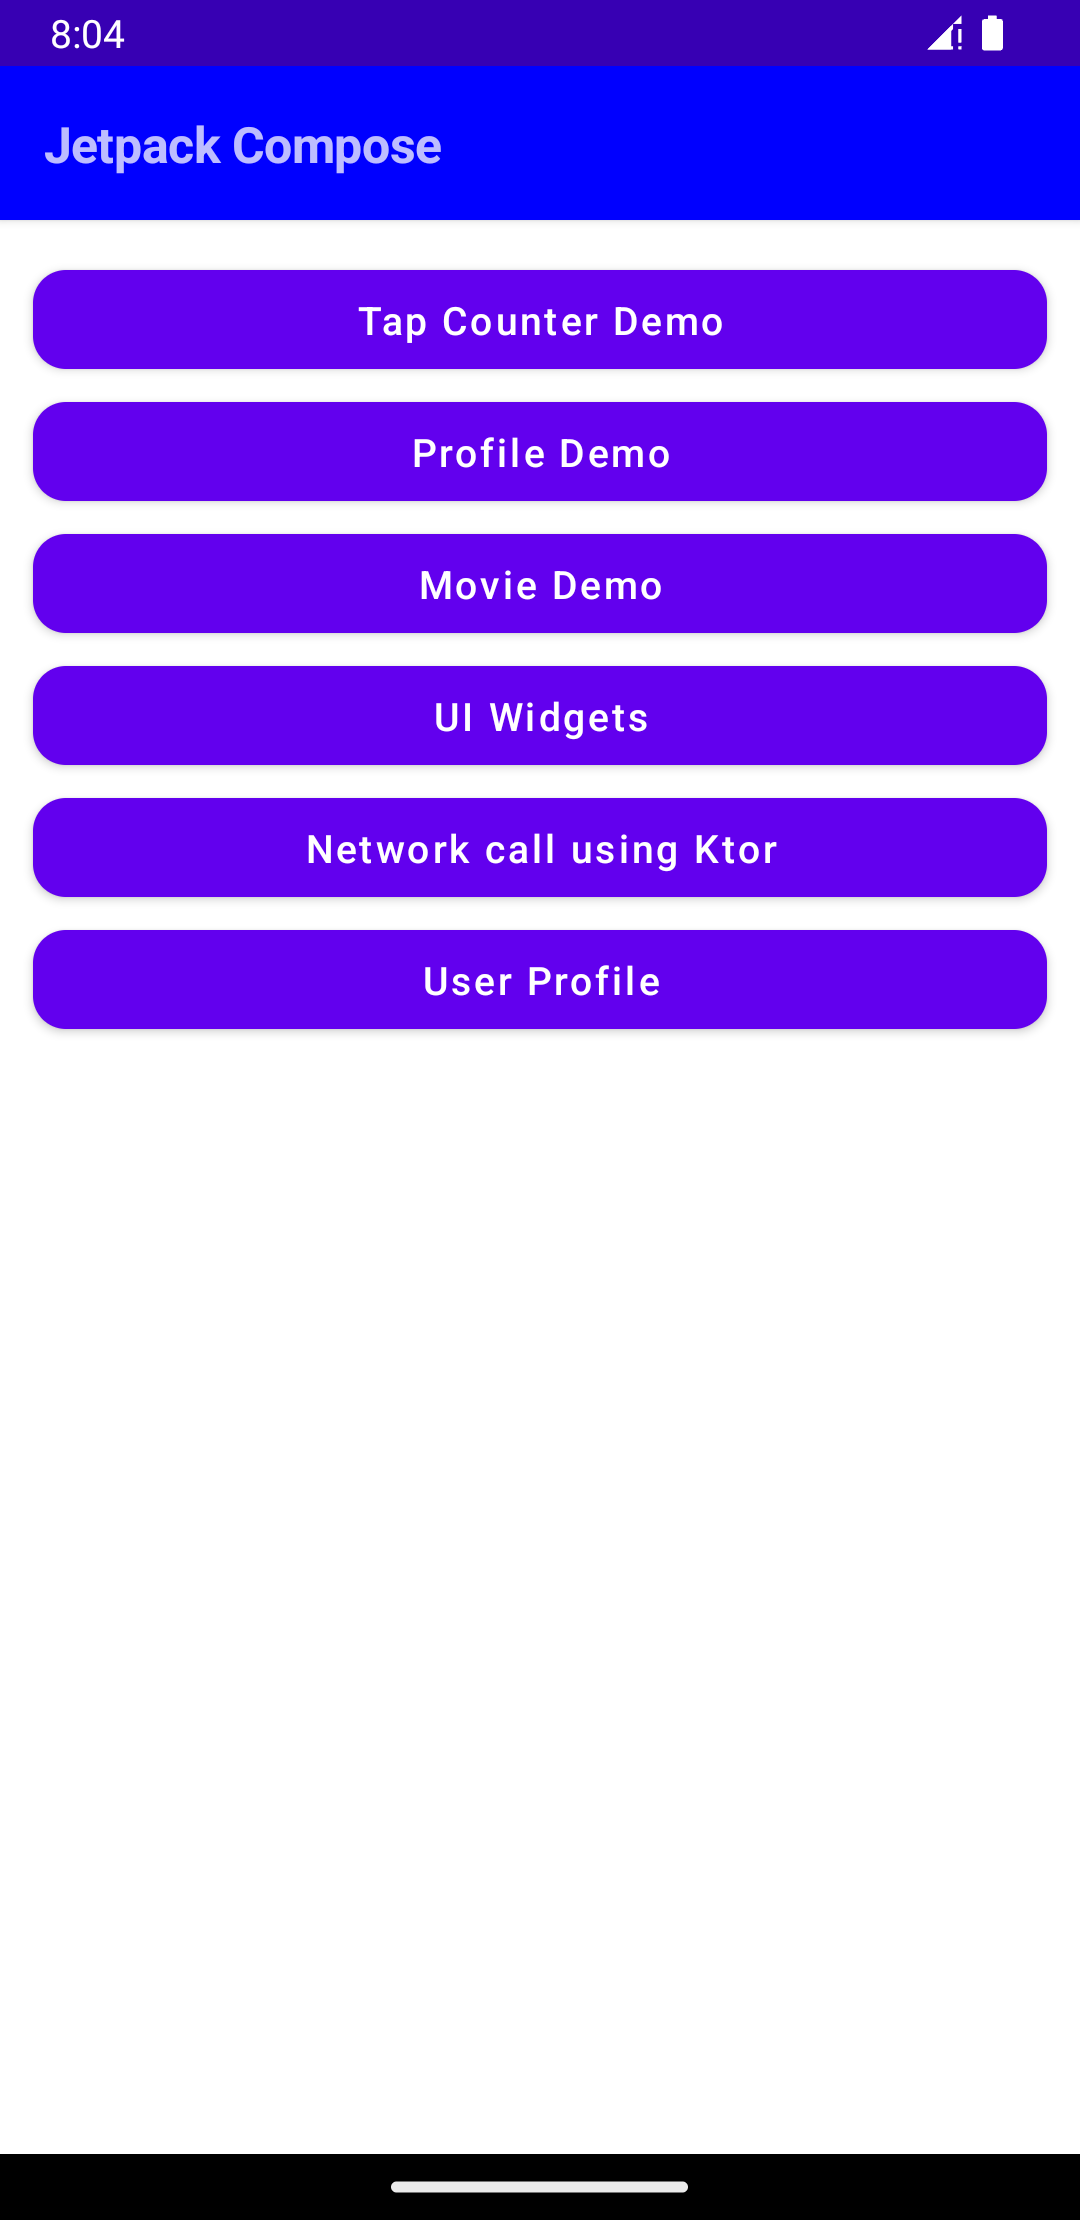 8:04
Jetpack Compose
Tap Counter Demo
Profile Demo
Movie Demo
UI Widgets
Network call using Ktor
User Profile